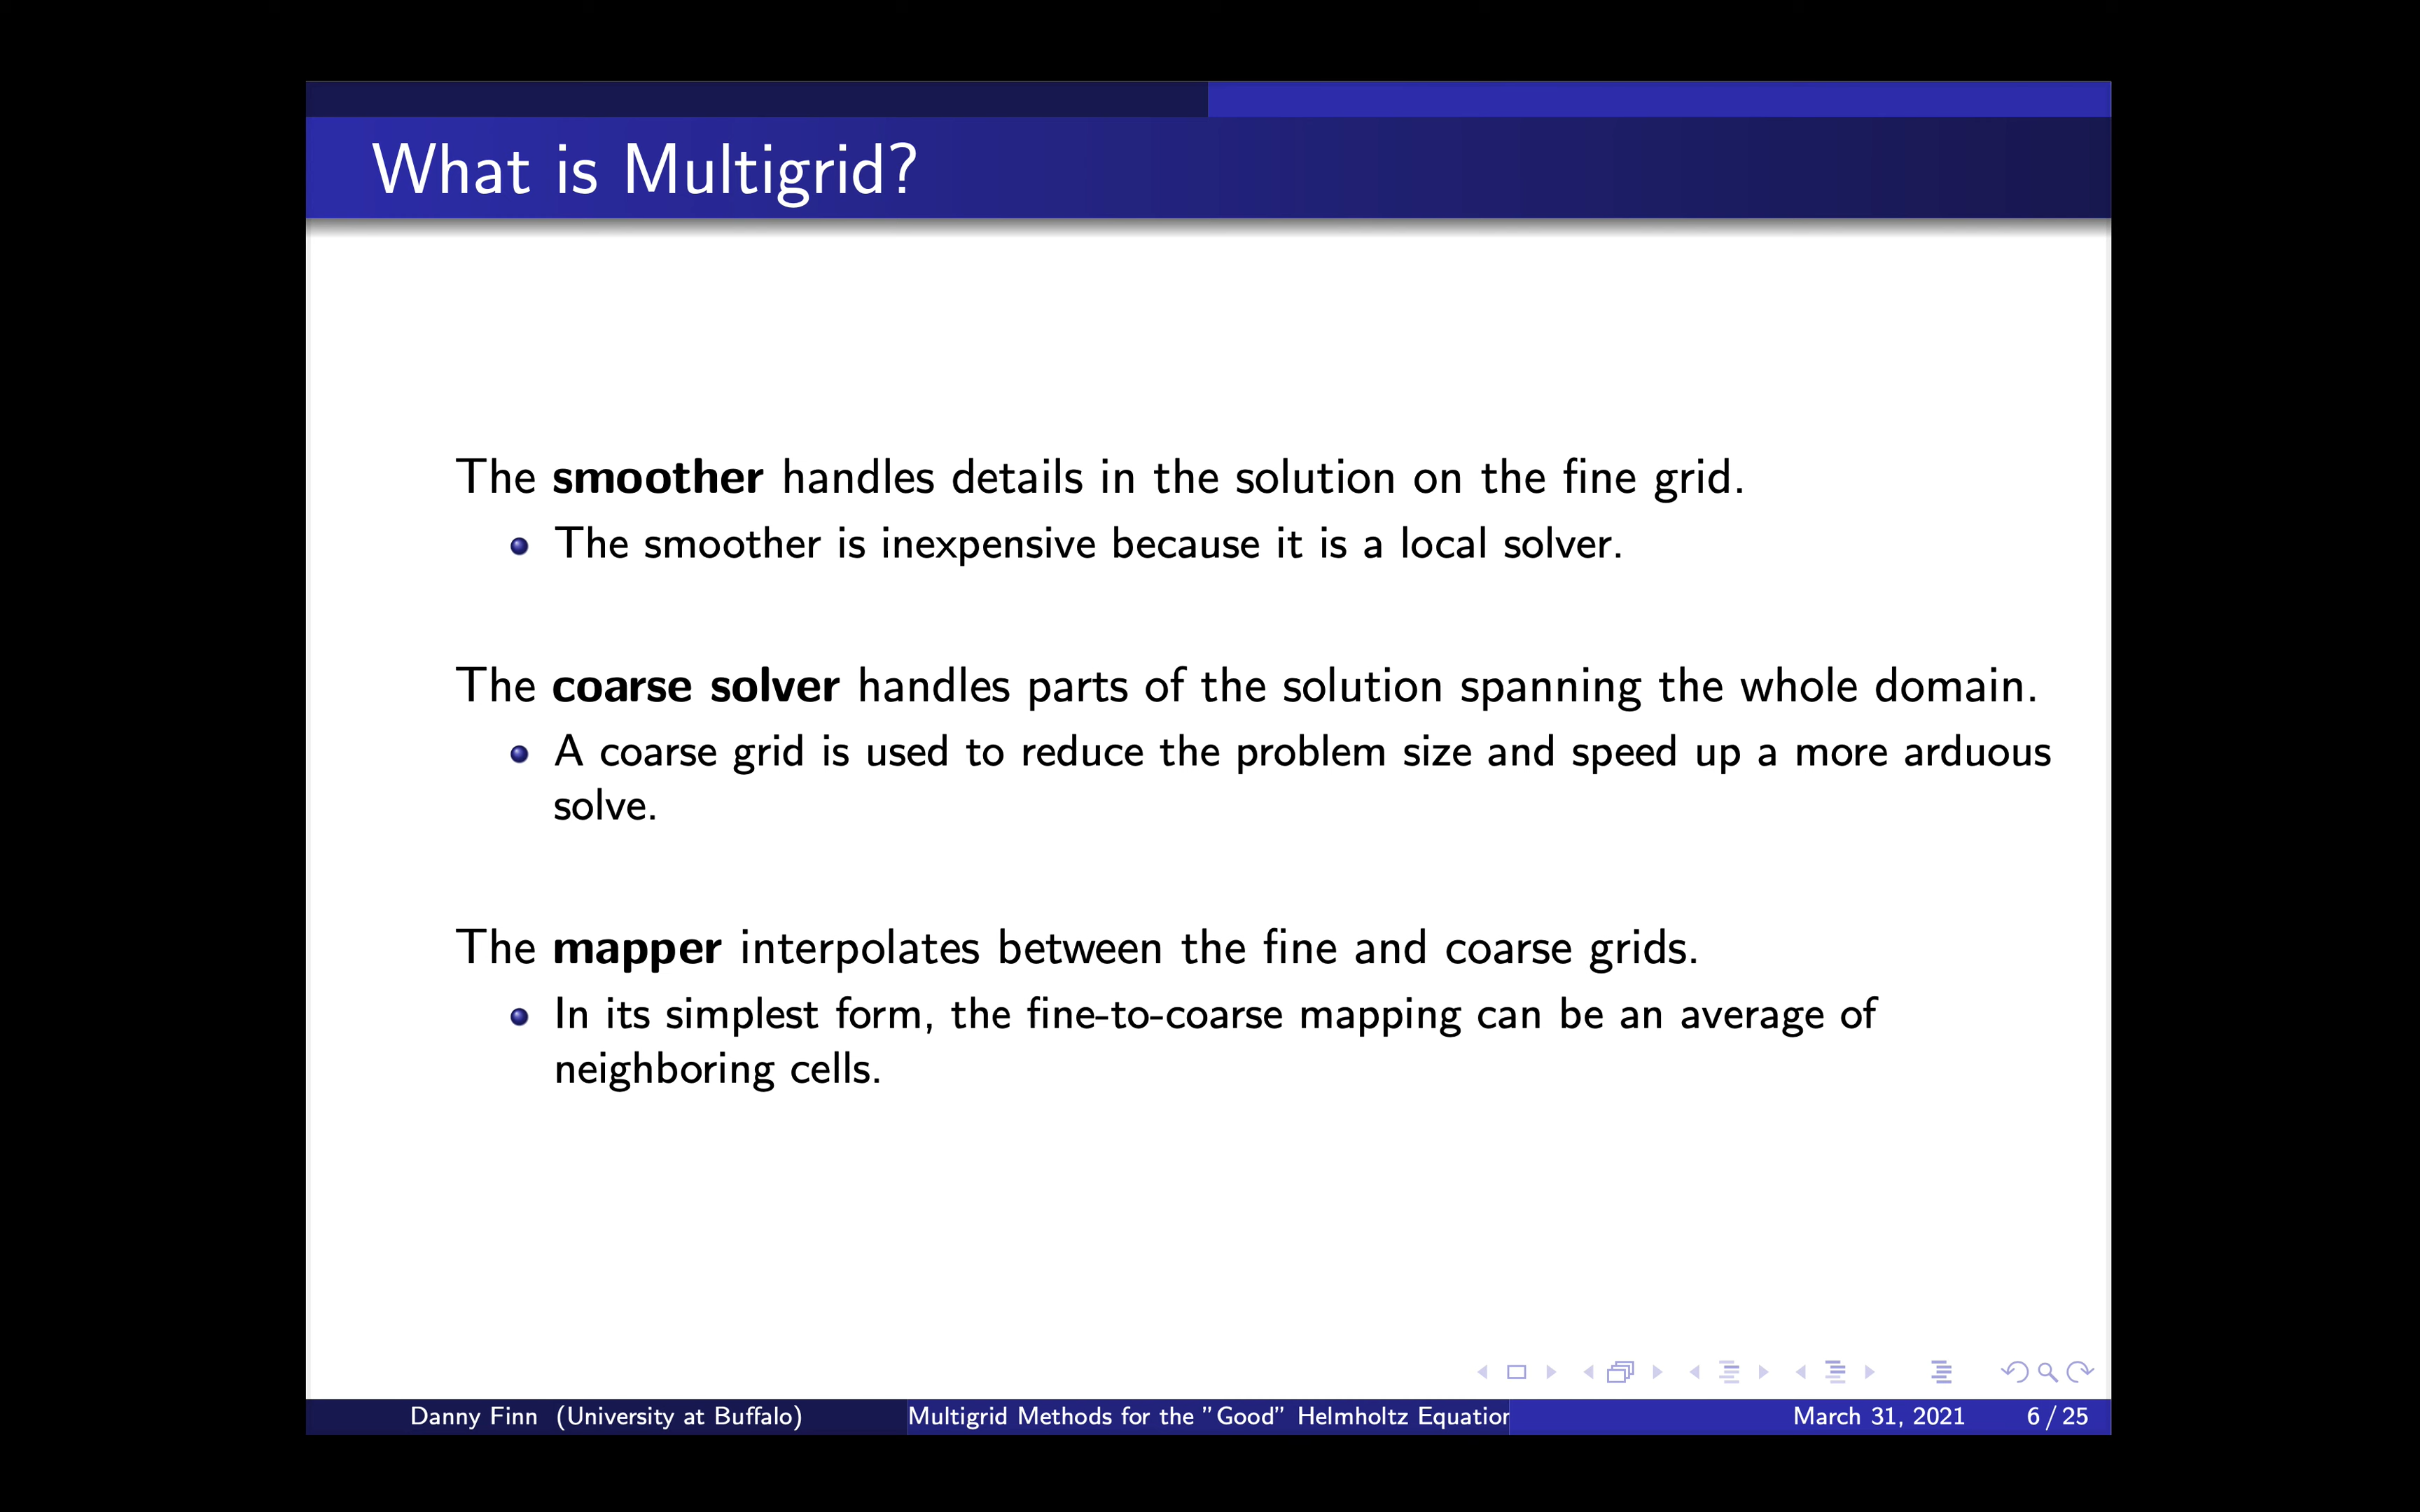 What is Multigrid?
The smoother handles details in the solution on the fine grid.
The smoother is inexpensive because it is a local solver.
The coarse solver handles parts of the solution spanning the whole domain.
A coarse grid is used to reduce the problem size and speed up a more arduous
solve.
The mapper interpolates between the fine and coarse grids.
In its simplest form, the fine-to-coarse mapping can be an average of
neighboring cells.
Danny Finn (University at Buffalo)
Multigrid Methods for the "Good" Helmholtz Equation
March 31, 2021
6 / 25